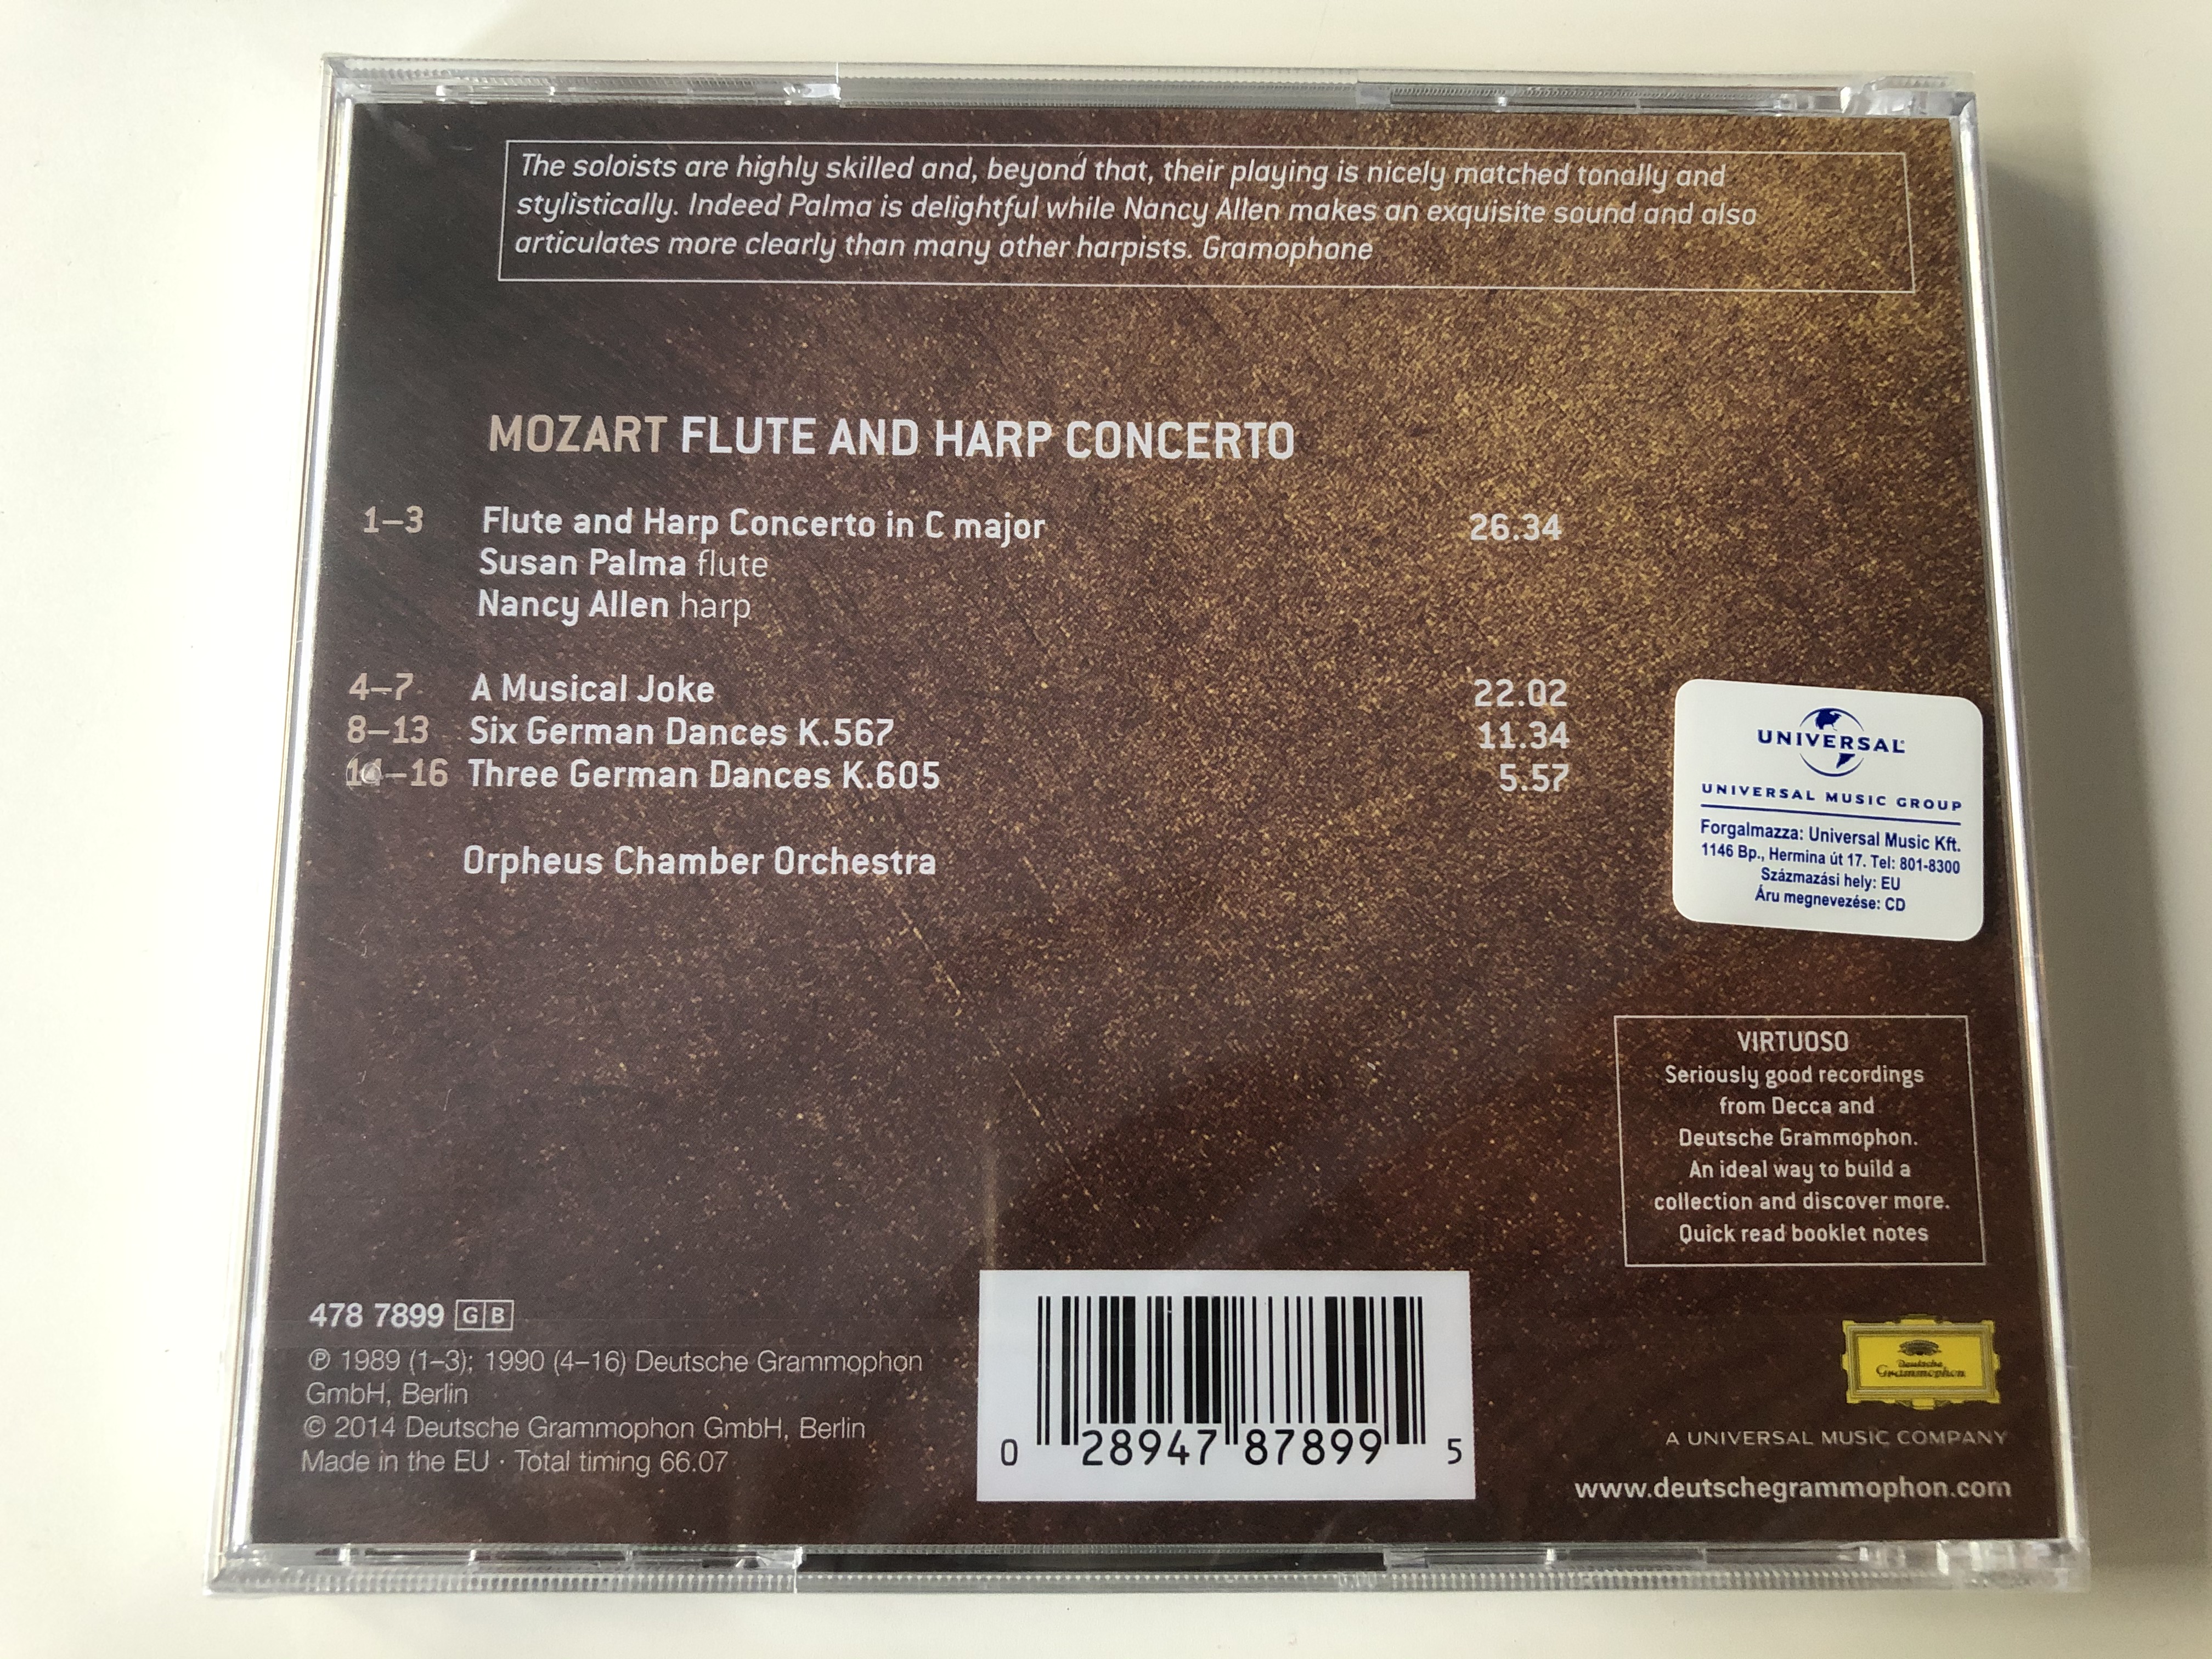 The soloists are highly skilled and, beyond that, their playing is nicely matched tonally and
stylistically. Indeed Palma is delightful while Nancy Allen makes an exquisite sound and also
articulates more clearly than many other harpists. Gramophone
MOZART FLUTE AND HARP CONCERTO
1–3 Flute and Harp Concerto in C major 26.34
Susan Palma flute
Nancy Allen harp
4–7 A Musical Joke 22.02
8–13 Six German Dances K.567 11.34
14–16 Three German Dances K.605 5.57
Orpheus Chamber Orchestra
UNIVERSAL
UNIVERSAL MUSIC GROUP
Forgalmazza: Universal Music Kft.
1146 Bp., Hermina út 17. Tel: 801-8300
Százmazási hely: EU
Áru megnevezése: CD
VIRTUOSO
Seriously good recordings
from Decca and
Deutsche Grammophon.
An ideal way to build a
collection and discover more.
Quick read booklet notes
478 7899 G B
℗ 1989 (1–3); 1990 (4–16) Deutsche Grammophon
GmbH, Berlin
© 2014 Deutsche Grammophon GmbH, Berlin
Made in the EU · Total timing 66.07
0 28947 87899 5
Deutsche
Grammophon
A UNIVERSAL MUSIC COMPANY
www.deutschegrammophon.com